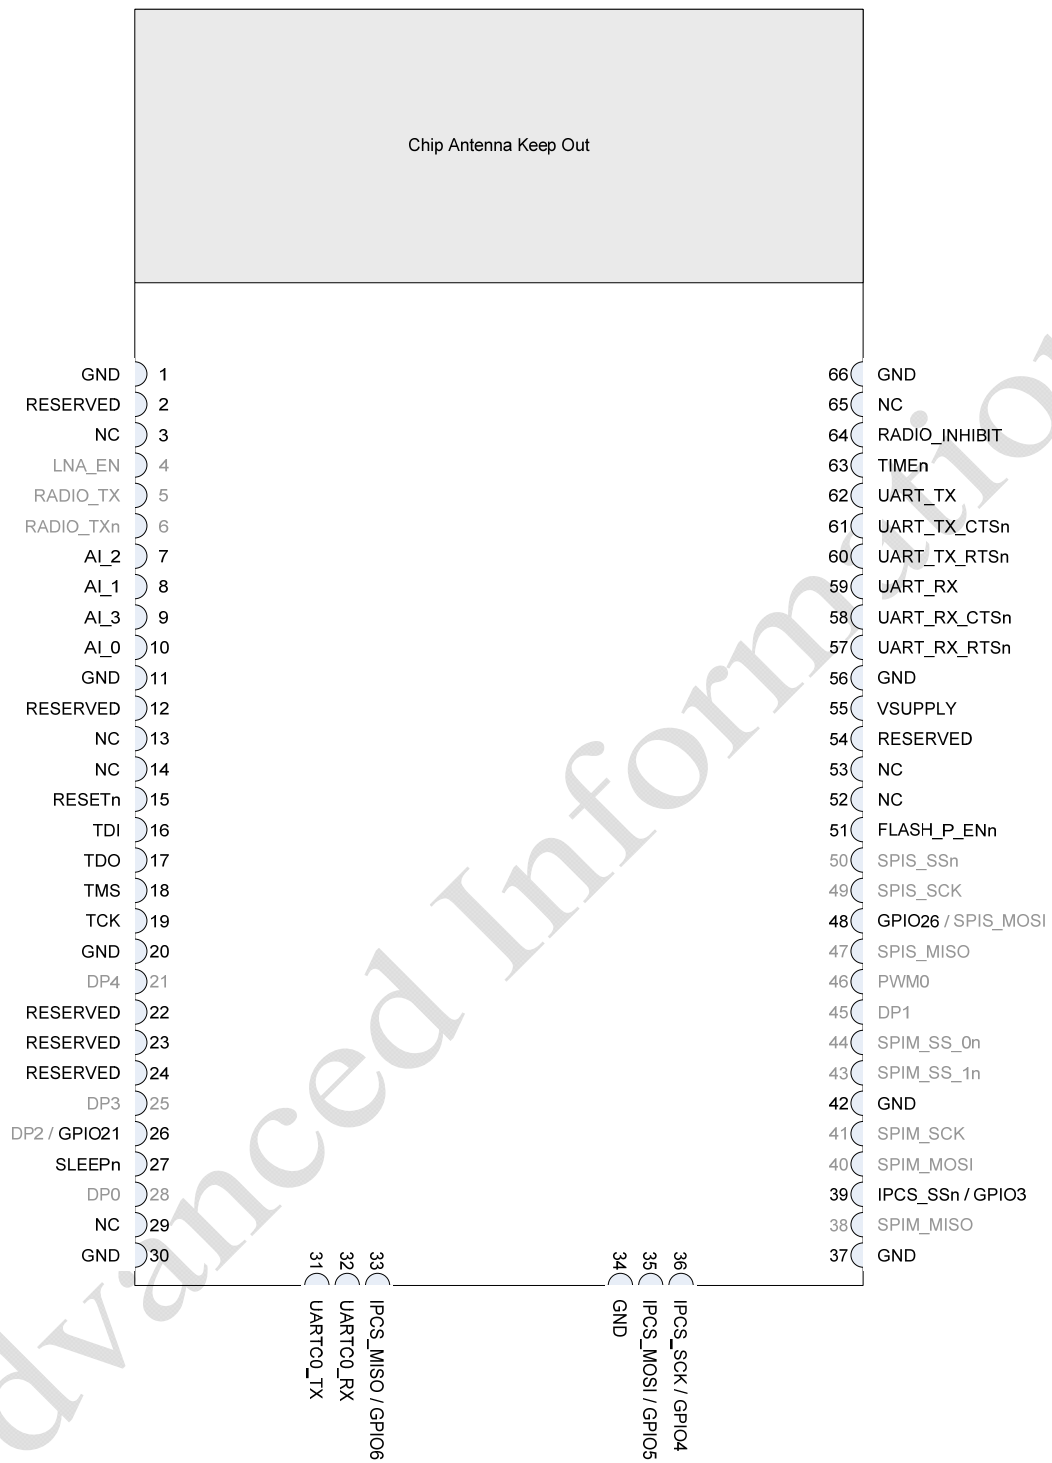 Chip Antenna Keep Out
GND 1
RESERVED 2
NC 3
LNA_EN 4
RADIO_TX 5
RADIO_TXn 6
AI_2 7
AI_1 8
AI_3 9
AI_0 10
GND 11
RESERVED 12
NC 13
NC 14
RESETn 15
TDI 16
TDO 17
TMS 18
TCK 19
GND 20
DP4 21
RESERVED 22
RESERVED 23
RESERVED 24
DP3 25
DP2 / GPIO21 26
SLEEPn 27
DP0 28
NC 29
GND 30
31 UARTC0_TX
32 UARTC0_RX
33 IPCS_MISO / GPIO6
34 GND
35 IPCS_MOSI / GPIO5
36 IPCS_SCK / GPIO4
66 GND
65 NC
64 RADIO_INHIBIT
63 TIMEn
62 UART_TX
61 UART_TX_CTSn
60 UART_TX_RTSn
59 UART_RX
58 UART_RX_CTSn
57 UART_RX_RTSn
56 GND
55 VSUPPLY
54 RESERVED
53 NC
52 NC
51 FLASH_P_ENn
50 SPIS_SSn
49 SPIS_SCK
48 GPIO26 / SPIS_MOSI
47 SPIS_MISO
46 PWM0
45 DP1
44 SPIM_SS_0n
43 SPIM_SS_1n
42 GND
41 SPIM_SCK
40 SPIM_MOSI
39 IPCS_SSn / GPIO3
38 SPIM_MISO
37 GND
dvanced Information